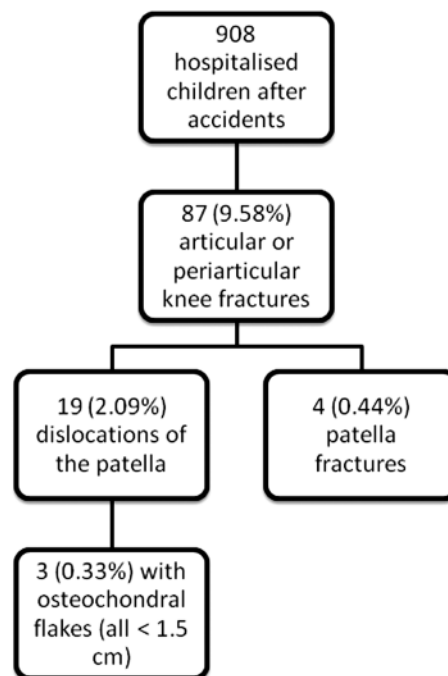 908
hospitalised
children after
accidents
87 (9.58%)
articular or
periarticular
knee fractures
19 (2.09%)
dislocations of
the patella
4 (0.44%)
patella
fractures
3 (0.33%) with
osteochondral
flakes (all < 1.5
cm)